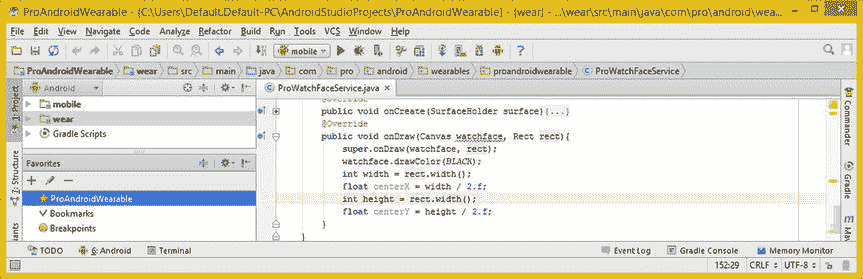 ProAndroidWearable - {C:\Users\Default.Default-PC\AndroidStudioProjects\ProAndroidWearable] - {wear] - ...\wear\src\main\java\com\pro\android\wea...
File Edit View Navigate Code Analyze Refactor Build Run Tools VCS Window Help
mobile
ProAndroidWearable wear src main java com pro android wearables proandroidwearable ProWatchFaceService
Android
ProWatchFaceService.java
1: Project
mobile
wear
Gradle Scripts
Favorites
ProAndroidWearable
Bookmarks
Breakpoints
7: Structure
@Override
public void onCreate(SurfaceHolder surface){...}
@Override
public void onDraw(Canvas watchface, Rect rect){
super.onDraw(watchface, rect);
watchface.drawColor(BLACK);
int width = rect.width();
float centerX = width / 2.f;
int height = rect.width();
float centerY = height / 2.f;
}
}
Commander
Gradle
TODO 6: Android Terminal Event Log Gradle Console Memory Monitor
152:29 CRLF UTF-8